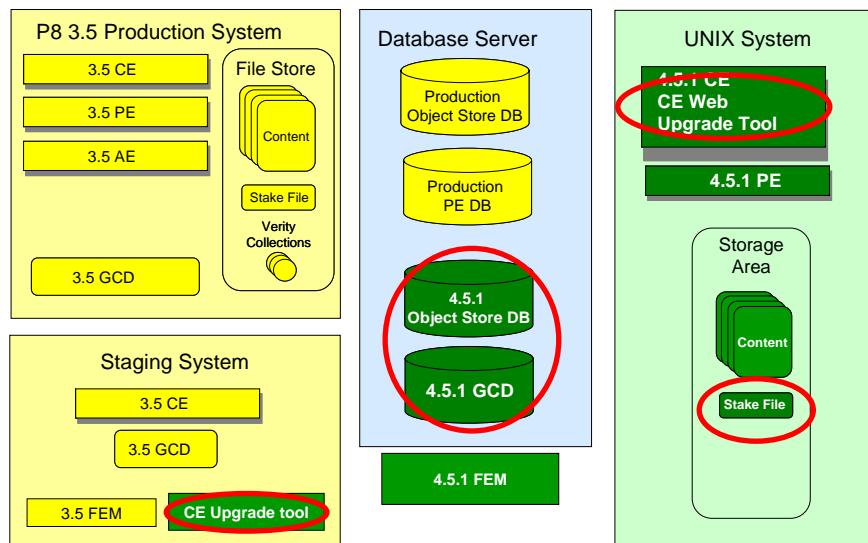 P8 3.5 Production System
3.5 CE
3.5 PE
3.5 AE
3.5 GCD
File Store
Content
Stake File
Verity
Collections
Staging System
3.5 CE
3.5 GCD
3.5 FEM
CE Upgrade tool
Database Server
Production
Object Store DB
Production
PE DB
4.5.1
Object Store DB
4.5.1 GCD
4.5.1 FEM
UNIX System
4.5.1 CE
CE Web
Upgrade Tool
4.5.1 PE
Storage
Area
Content
Stake File